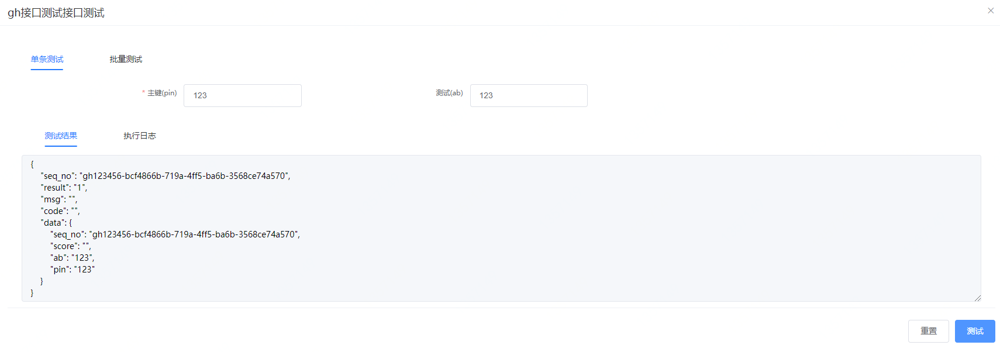 gh接口测试接口测试
单条测试 批量测试
* 主键(pin) 123 测试(ab) 123
测试结果 执行日志
{
"seq_no": "gh123456-bcf4866b-719a-4ff5-ba6b-3568ce74a570",
"result": "1",
"msg": "",
"code": "",
"data": {
"seq_no": "gh123456-bcf4866b-719a-4ff5-ba6b-3568ce74a570",
"score": "",
"ab": "123",
"pin": "123"
}
}
重置 测试